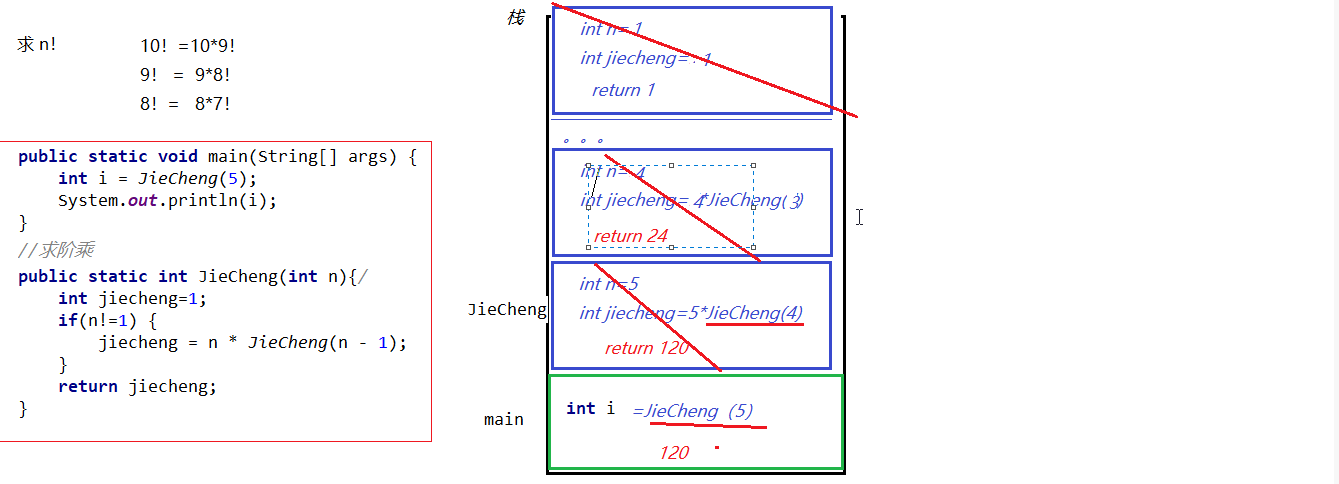 求 n!
10! =10*9!
9! = 9*8!
8! = 8*7!
public static void main(String[] args) {
int i = JieCheng(5);
System.out.println(i);
}
//求阶乘
public static int JieCheng(int n){/
int jiecheng=1;
if(n!=1) {
jiecheng = n * JieCheng(n - 1);
}
return jiecheng;
}
栈
int n= 1
int jiecheng= 1
return 1
。。。
int n= 4
int jiecheng= 4*JieCheng( 3)
return 24
JieCheng
int n=5
int jiecheng=5*JieCheng(4)
return 120
main
int i =JieCheng (5)
120